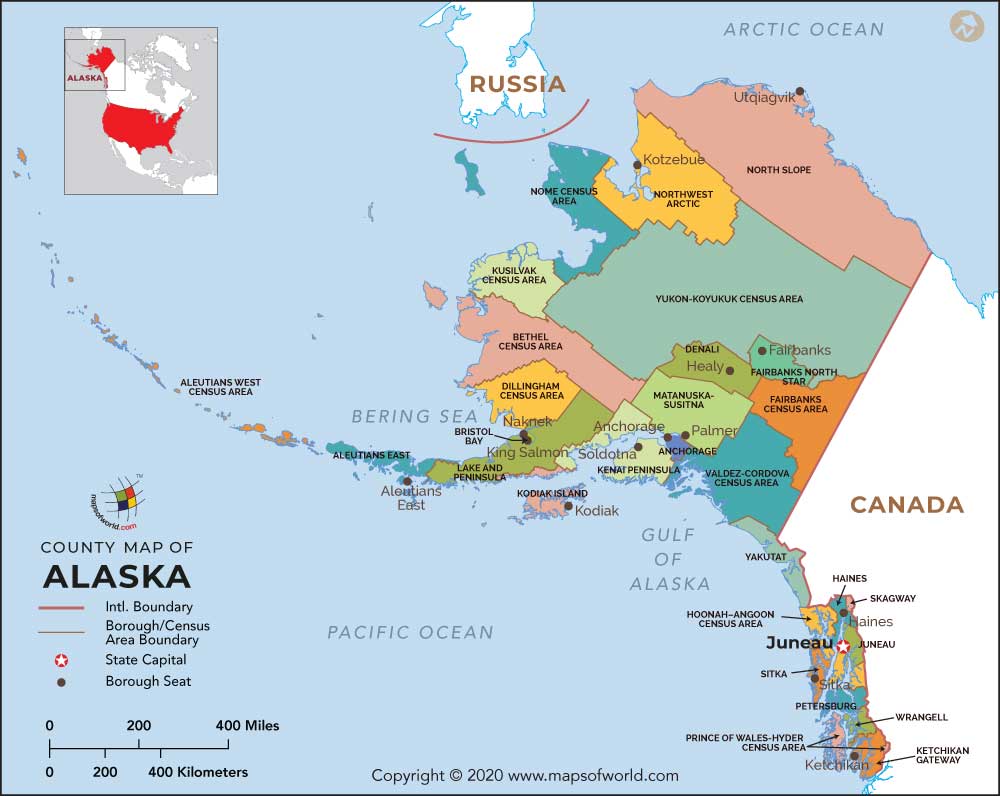 ARCTIC OCEAN
RUSSIA
ALASKA
Utqiagvik
Kotzebue
NORTH SLOPE
NOME CENSUS
AREA
NORTHWEST
ARCTIC
KUSILVAK
CENSUS AREA
YUKON-KOYUKUK CENSUS AREA
BETHEL
CENSUS AREA
DENALI
Fairbanks
Healy
FAIRBANKS NORTH
STAR
ALEUTIANS WEST
CENSUS AREA
DILLINGHAM
CENSUS AREA
MATANUSKA-
SUSITNA
FAIRBANKS
CENSUS AREA
BERING SEA
Naknek
Anchorage
Palmer
BRISTOL
BAY
King Salmon
Soldotna
ANCHORAGE
ALEUTIANS EAST
LAKE AND
PENINSULA
KENAI PENINSULA
VALDEZ-CORDOVA
CENSUS AREA
Aleutians
East
KODIAK ISLAND
Kodiak
CANADA
GULF
OF
ALASKA
YAKUTAT
mapsofworld.com
TM
COUNTY MAP OF
ALASKA
Intl. Boundary
Borough/Census
Area Boundary
State Capital
Borough Seat
PACIFIC OCEAN
HAINES
SKAGWAY
HOONAH–ANGOON
CENSUS AREA
Haines
Juneau
JUNEAU
SITKA
Sitka
PETERSBURG
WRANGELL
PRINCE OF WALES-HYDER
CENSUS AREA
KETCHIKAN
GATEWAY
Ketchikan
0 200 400 Miles
0 200 400 Kilometers
Copyright © 2020 www.mapsofworld.com